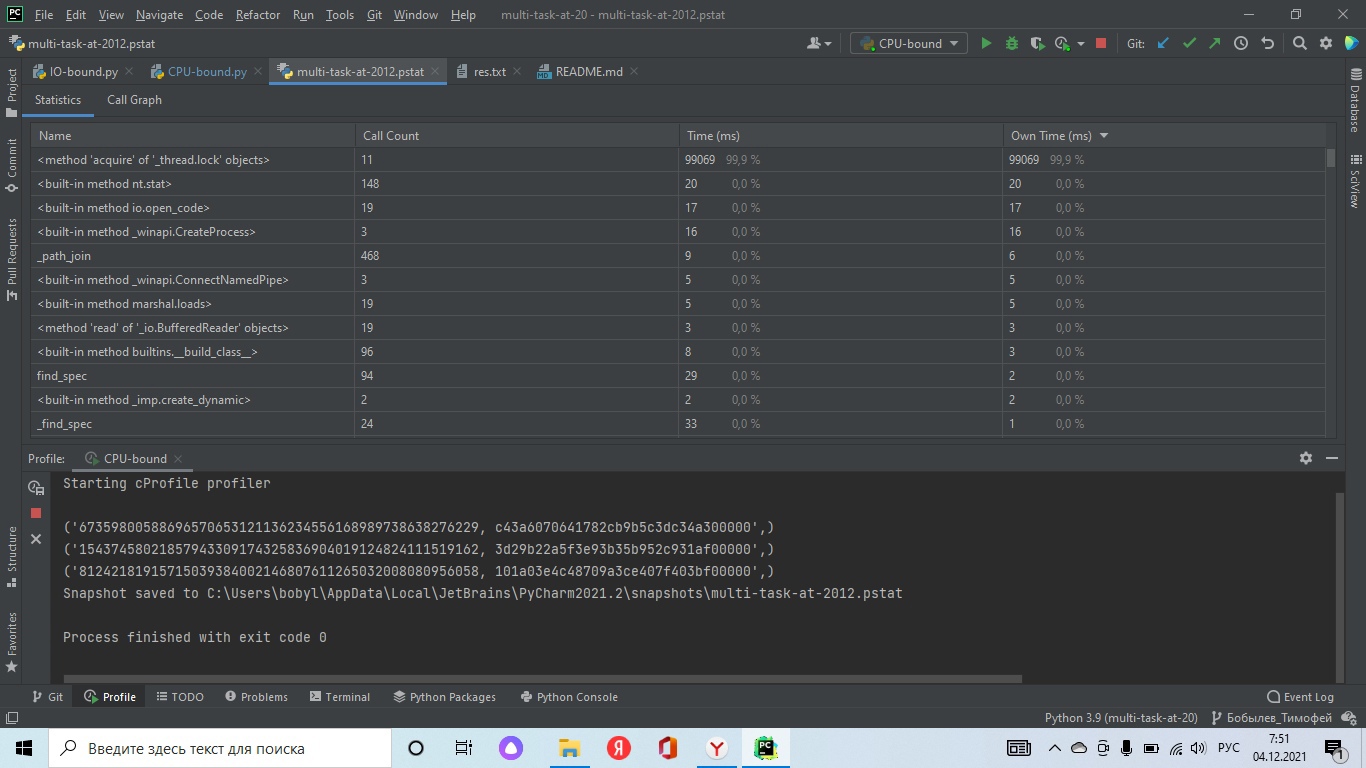 PC File Edit View Navigate Code Refactor Run Tools Git Window Help multi-task-at-20 - multi-task-at-2012.pstat
multi-task-at-2012.pstat CPU-bound Git:
IO-bound.py CPU-bound.py multi-task-at-2012.pstat res.txt MD README.md
Statistics Call Graph
Name Call Count Time (ms) Own Time (ms)
<method 'acquire' of '_thread.lock' objects> 11 99069 99,9 % 99069 99,9 %
<built-in method nt.stat> 148 20 0,0 % 20 0,0 %
<built-in method io.open_code> 19 17 0,0 % 17 0,0 %
<built-in method _winapi.CreateProcess> 3 16 0,0 % 16 0,0 %
_path_join 468 9 0,0 % 6 0,0 %
<built-in method _winapi.ConnectNamedPipe> 3 5 0,0 % 5 0,0 %
<built-in method marshal.loads> 19 5 0,0 % 5 0,0 %
<method 'read' of '_io.BufferedReader' objects> 19 3 0,0 % 3 0,0 %
<built-in method builtins.__build_class__> 96 8 0,0 % 3 0,0 %
find_spec 94 29 0,0 % 2 0,0 %
<built-in method _imp.create_dynamic> 2 2 0,0 % 2 0,0 %
_find_spec 24 33 0,0 % 1 0,0 %
Project
Commit
Pull Requests
Structure
Favorites
Database
SciView
Profile: CPU-bound
Starting cProfile profiler
('67359800588696570653121136234556168989738638276229, c43a6070641782cb9b5c3dc34a300000',)
('15437458021857943309174325836904019124824111519162, 3d29b22a5f3e93b35b952c931af00000',)
('81242181915715039384002146807611265032008080956058, 101a03e4c48709a3ce407f403bf00000',)
Snapshot saved to C:\Users\bobyl\AppData\Local\JetBrains\PyCharm2021.2\snapshots\multi-task-at-2012.pstat
Process finished with exit code 0
Git Profile TODO Problems Terminal Python Packages Python Console Event Log
Python 3.9 (multi-task-at-20) Бобылев_Тимофей
Введите здесь текст для поиска Я Y PC РУС 7:51
04.12.2021 1